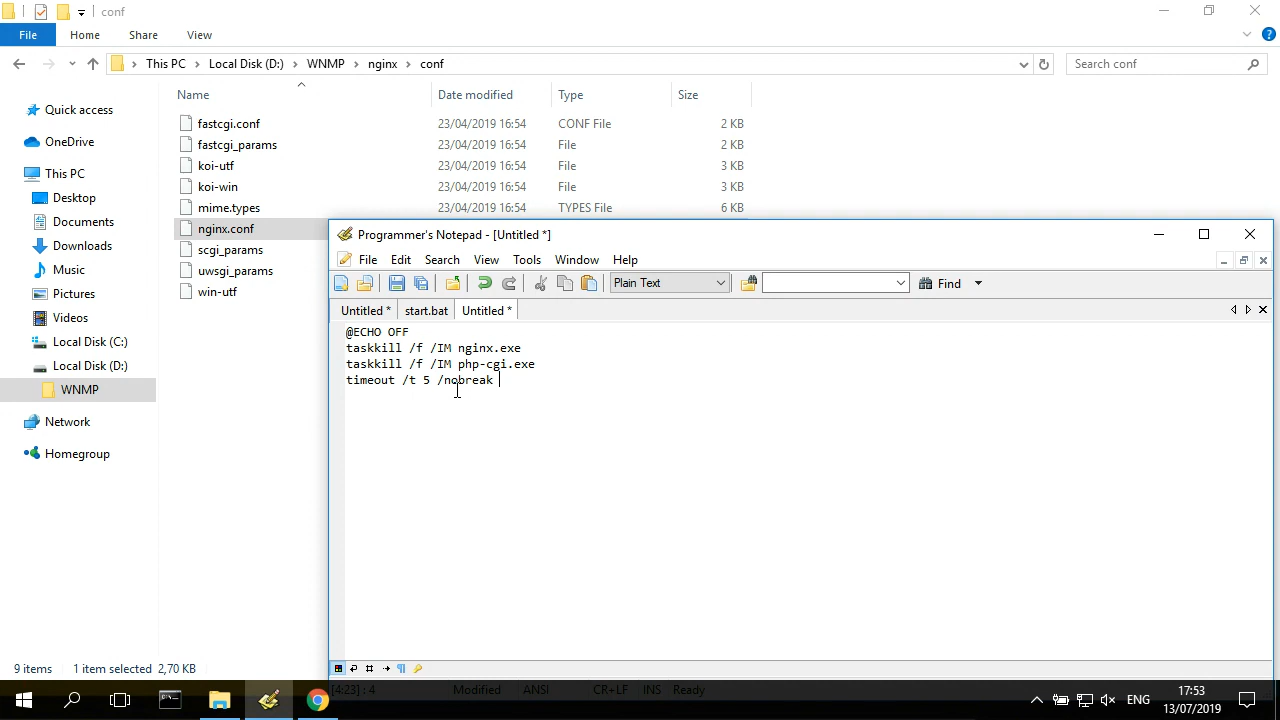 conf
File Home Share View
This PC Local Disk (D:) WNMP nginx conf Search conf
Quick access
OneDrive
This PC
Desktop
Documents
Downloads
Music
Pictures
Videos
Local Disk (C:)
Local Disk (D:)
WNMP
Network
Homegroup
Name Date modified Type Size
fastcgi.conf 23/04/2019 16:54 CONF File 2 KB
fastcgi_params 23/04/2019 16:54 File 2 KB
koi-utf 23/04/2019 16:54 File 3 KB
koi-win 23/04/2019 16:54 File 3 KB
mime.types 23/04/2019 16:54 TYPES File 6 KB
nginx.conf
scgi_params
uwsgi_params
win-utf
Programmer's Notepad - [Untitled *]
File Edit Search View Tools Window Help
Plain Text Find
Untitled * start.bat Untitled *
@ECHO OFF
taskkill /f /IM nginx.exe
taskkill /f /IM php-cgi.exe
timeout /t 5 /nobreak
9 items 1 item selected 2,70 KB
[4:23] : 4 Modified ANSI CR+LF INS Ready
ENG 17:53
13/07/2019